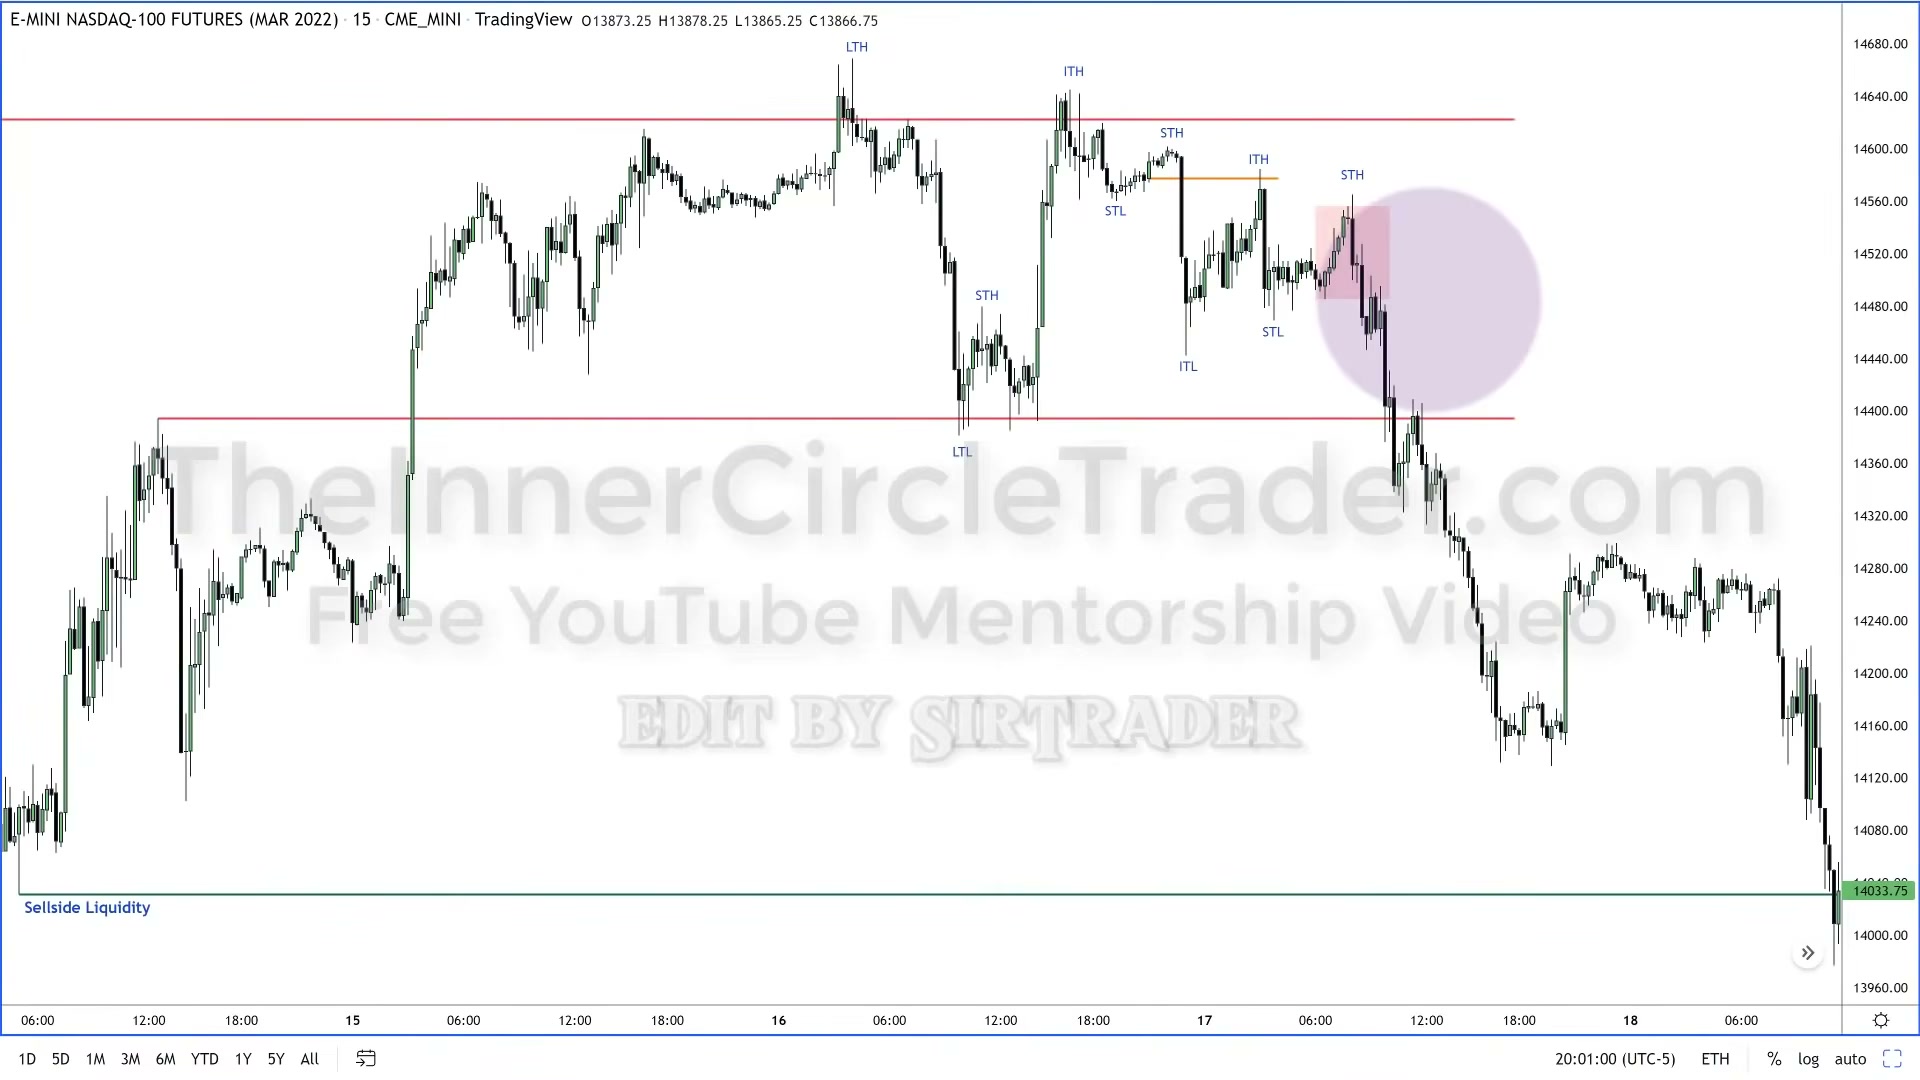 E-MINI NASDAQ-100 FUTURES (MAR 2022) · 15 · CME_MINI · TradingView O13873.25 H13878.25 L13865.25 C13866.75
LTH
14680.00
ITH
14640.00
STH
14600.00
ITH
STH
14560.00
STL
14520.00
STH
14480.00
STL
ITL
14440.00
14400.00
LTL
14360.00
TheInnerCircleTrader.com
14320.00
14280.00
Free YouTube Mentorship Video
14240.00
14200.00
EDIT BY SIRTRADER
14160.00
14120.00
14080.00
14033.75
Sellside Liquidity
14000.00
13960.00
06:00 12:00 18:00 15 06:00 12:00 18:00 16 06:00 12:00 18:00 17 06:00 12:00 18:00 18 06:00
1D 5D 1M 3M 6M YTD 1Y 5Y All 20:01:00 (UTC-5) ETH % log auto